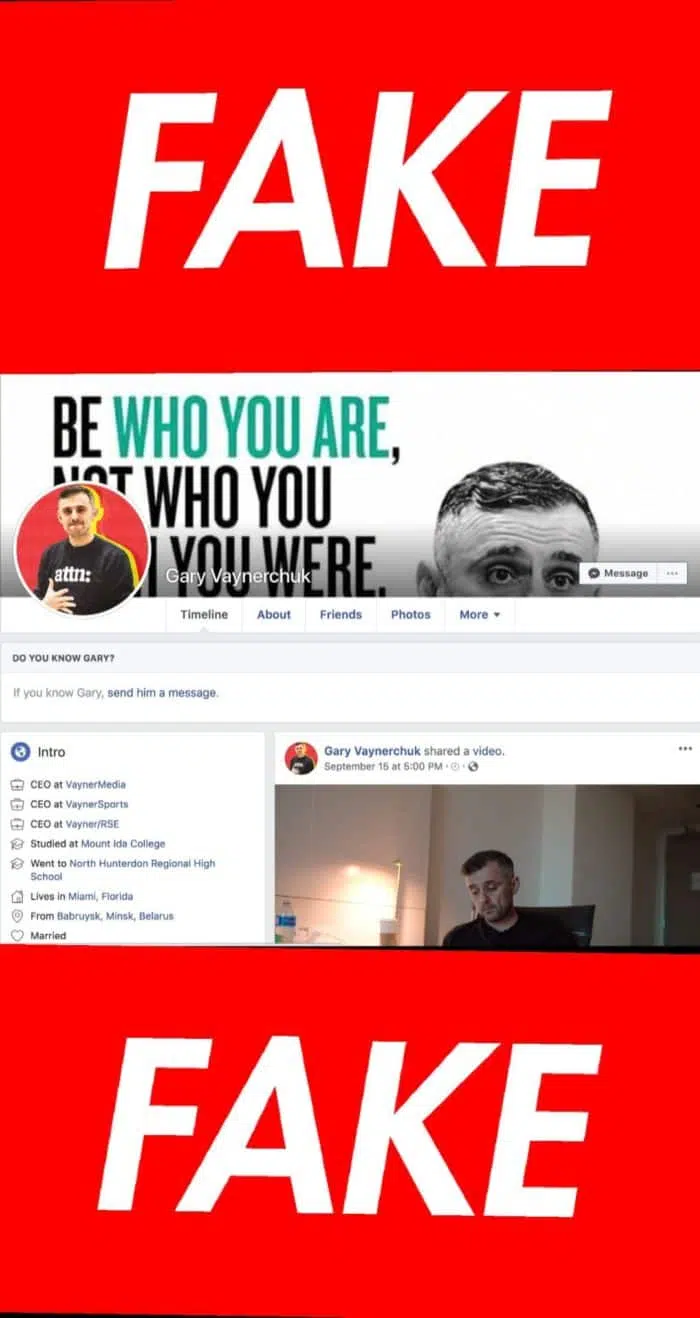 FAKE
BE WHO YOU ARE,
NOT WHO YOU
YOU WERE.
attn:
Gary Vaynerchuk
Message
Timeline About Friends Photos More
DO YOU KNOW GARY?
If you know Gary, send him a message.
Intro
CEO at VaynerMedia
CEO at VaynerSports
CEO at Vayner/RSE
Studied at Mount Ida College
Went to North Hunterdon Regional High
School
Lives in Miami, Florida
From Babruysk, Minsk, Belarus
Married
Gary Vaynerchuk shared a video.
September 15 at 5:00 PM
FAKE